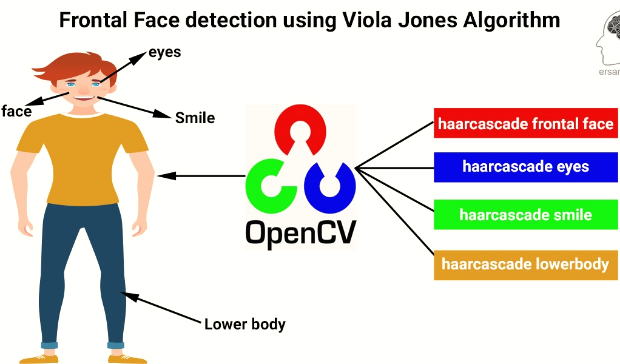 Frontal Face detection using Viola Jones Algorithm
eyes
face
Smile
haarcascade frontal face
haarcascade eyes
haarcascade smile
haarcascade lowerbody
OpenCV
Lower body